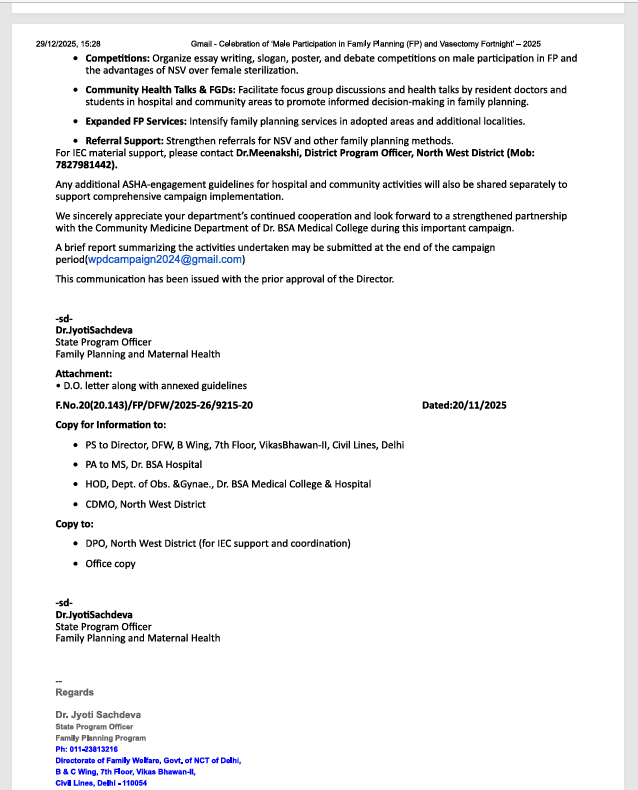 29/12/2025, 15:28 Gmail - Celebration of 'Male Participation in Family Planning (FP) and Vasectomy Fortnight' – 2025
• Competitions: Organize essay writing, slogan, poster, and debate competitions on male participation in FP and
the advantages of NSV over female sterilization.
• Community Health Talks & FGDs: Facilitate focus group discussions and health talks by resident doctors and
students in hospital and community areas to promote informed decision-making in family planning.
• Expanded FP Services: Intensify family planning services in adopted areas and additional localities.
• Referral Support: Strengthen referrals for NSV and other family planning methods.
For IEC material support, please contact Dr.Meenakshi, District Program Officer, North West District (Mob:
7827981442).
Any additional ASHA-engagement guidelines for hospital and community activities will also be shared separately to
support comprehensive campaign implementation.
We sincerely appreciate your department's continued cooperation and look forward to a strengthened partnership
with the Community Medicine Department of Dr. BSA Medical College during this important campaign.
A brief report summarizing the activities undertaken may be submitted at the end of the campaign
period(wpdcampaign2024@gmail.com)
This communication has been issued with the prior approval of the Director.
-sd-
Dr.JyotiSachdeva
State Program Officer
Family Planning and Maternal Health
Attachment:
• D.O. letter along with annexed guidelines
F.No.20(20.143)/FP/DFW/2025-26/9215-20 Dated:20/11/2025
Copy for Information to:
• PS to Director, DFW, B Wing, 7th Floor, VikasBhawan-II, Civil Lines, Delhi
• PA to MS, Dr. BSA Hospital
• HOD, Dept. of Obs. &Gynae., Dr. BSA Medical College & Hospital
• CDMO, North West District
Copy to:
• DPO, North West District (for IEC support and coordination)
• Office copy
-sd-
Dr.JyotiSachdeva
State Program Officer
Family Planning and Maternal Health
--
Regards
Dr. Jyoti Sachdeva
State Program Officer
Family Planning Program
Ph: 011-23813216
Directorate of Family Welfare, Govt. of NCT of Delhi,
B & C Wing, 7th Floor, Vikas Bhawan-II,
Civil Lines, Delhi - 110054